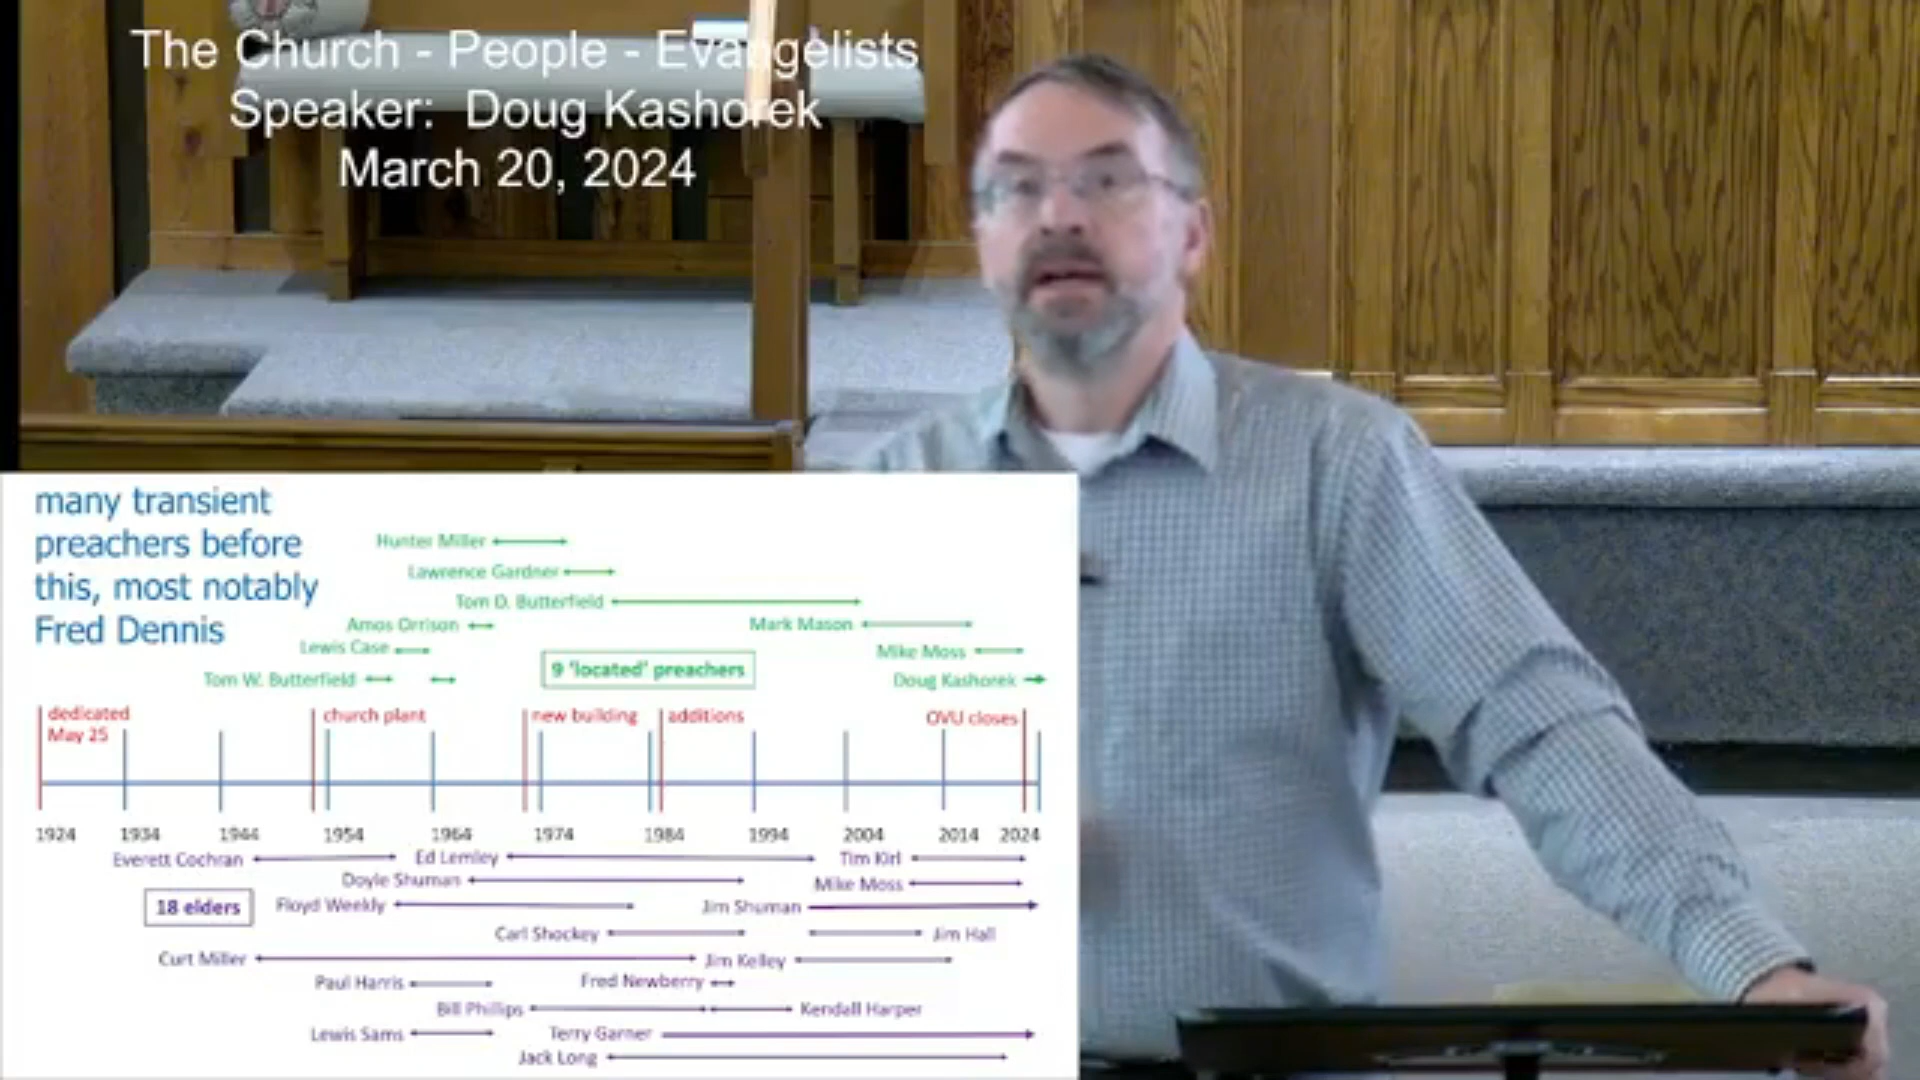 The Church - People - Evangelists
Speaker: Doug Kashorek
March 20, 2024
many transient
preachers before
this, most notably
Fred Dennis
Hunter Miller
Lawrence Gardner
Tom D. Butterfield
Amos Orrison
Mark Mason
Lewis Case
Mike Moss
9 'located' preachers
Tom W. Butterfield
Doug Kashorek
dedicated
May 25
church plant
new building
additions
OVU closes
1924 1934 1944 1954 1964 1974 1984 1994 2004 2014 2024
Everett Cochran
Ed Lemley
Tim Kirl
Doyle Shuman
Mike Moss
18 elders
Floyd Weekly
Jim Shuman
Carl Shockey
Jim Hall
Curt Miller
Jim Kelley
Paul Harris
Fred Newberry
Bill Phillips
Kendall Harper
Lewis Sams
Terry Garner
Jack Long